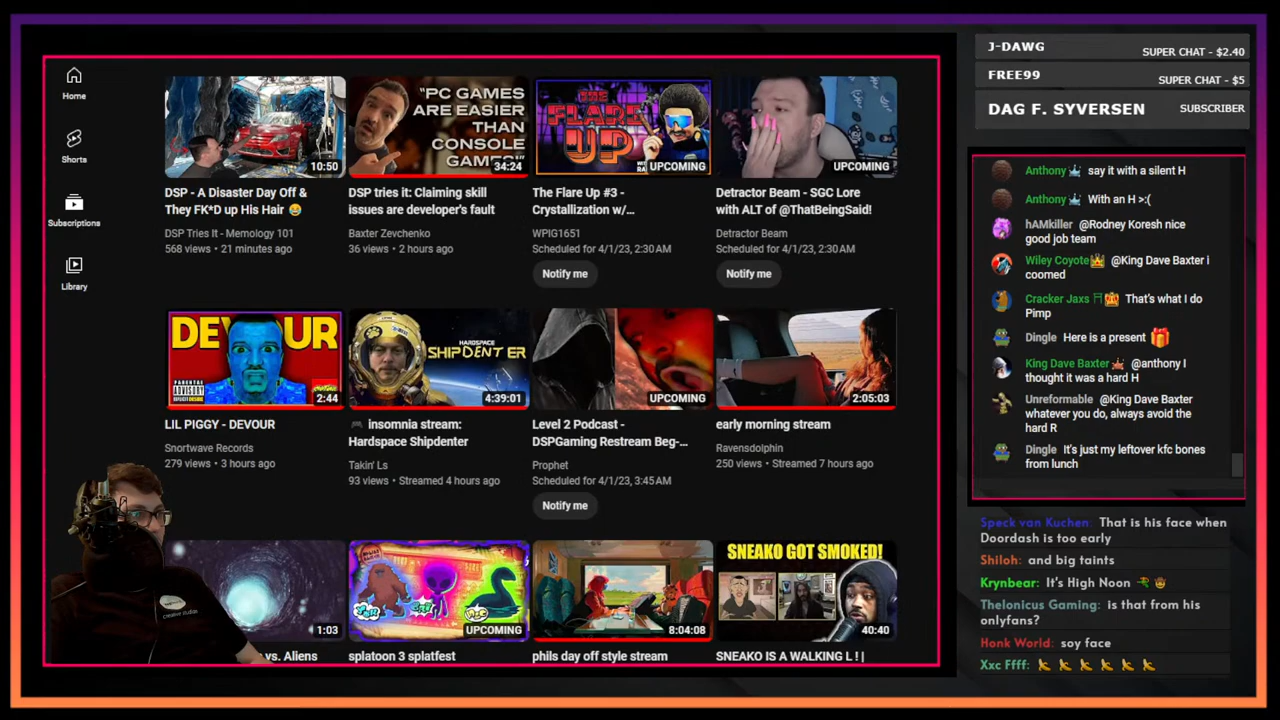 Home
Shorts
Subscriptions
Library
10:50
DSP - A Disaster Day Off &
They FK*D up His Hair 😂
DSP Tries It - Memology 101
568 views • 21 minutes ago
"PC GAMES
ARE EASIER
THAN
CONSOLE
GAMES"
34:24
DSP tries it: Claiming skill
issues are developer's fault
Baxter Zevchenko
36 views • 2 hours ago
THE
FLARE
UP
UPCOMING
The Flare Up #3 -
Crystallization w/…
WPIG1651
Scheduled for 4/1/23, 2:30 AM
Notify me
UPCOMING
Detractor Beam - SGC Lore
with ALT of @ThatBeingSaid!
Detractor Beam
Scheduled for 4/1/23, 2:30 AM
Notify me
DEVOUR
PARENTAL
ADVISORY
2:44
LIL PIGGY - DEVOUR
Snortwave Records
279 views • 3 hours ago
HARDSPACE
SHIPDENTER
4:39:01
🎮 insomnia stream:
Hardspace Shipdenter
Takin' Ls
93 views • Streamed 4 hours ago
UPCOMING
Level 2 Podcast -
DSPGaming Restream Beg-…
Prophet
Scheduled for 4/1/23, 3:45 AM
Notify me
2:05:03
early morning stream
Ravensdolphin
250 views • Streamed 7 hours ago
creative studios
1:03
vs. Aliens
UPCOMING
splatoon 3 splatfest
8:04:08
phils day off style stream
SNEAKO GOT SMOKED!
40:40
SNEAKO IS A WALKING L ! |
J-DAWG SUPER CHAT - $2.40
FREE99 SUPER CHAT - $5
DAG F. SYVERSEN SUBSCRIBER
Anthony say it with a silent H
Anthony With an H >:(
hAMkiller @Rodney Koresh nice
good job team
Wiley Coyote @King Dave Baxter i
coomed
Cracker Jaxs That's what I do
Pimp
Dingle Here is a present 🎁
King Dave Baxter @anthony I
thought it was a hard H
Unreformable @King Dave Baxter
whatever you do, always avoid the
hard R
Dingle It's just my leftover kfc bones
from lunch
Speck van Kuchen: That is his face when
Doordash is too early
Shiloh: and big taints
Krynbear: It's High Noon 🔫 🤠
Thelonicus Gaming: is that from his
onlyfans?
Honk World: soy face
Xxc Ffff: 🍌 🍌 🍌 🍌 🍌 🍌